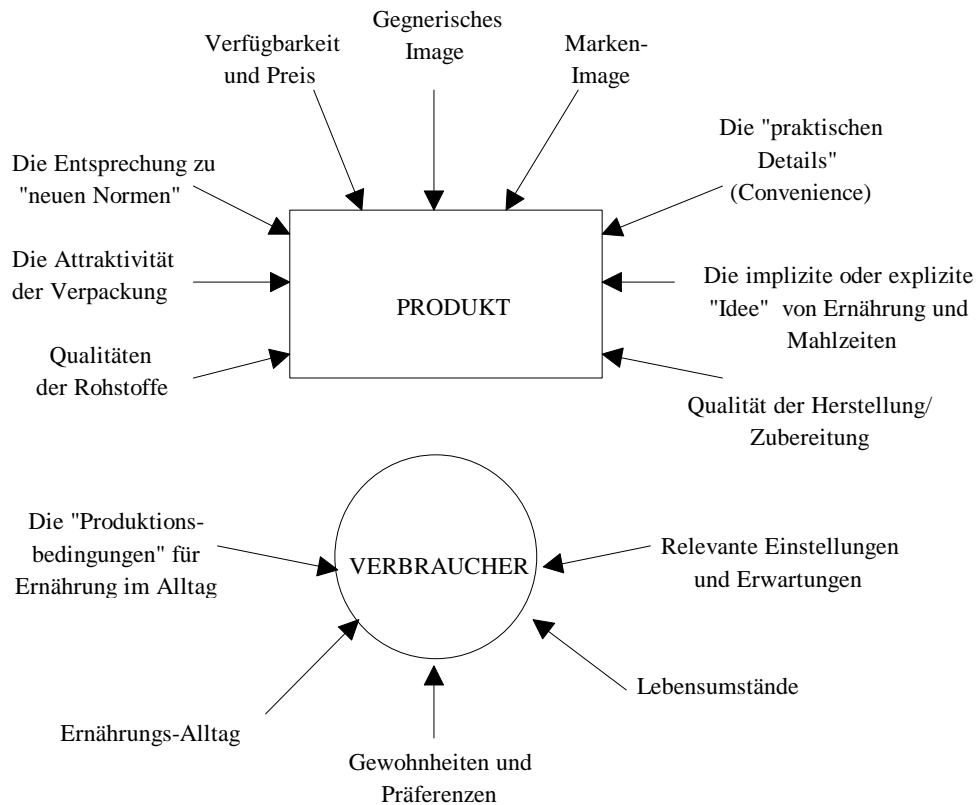 Gegnerisches
Image
Verfügbarkeit
und Preis
Marken-
Image
Die "praktischen
Details"
(Convenience)
Die Entsprechung zu
"neuen Normen"
Die Attraktivität
der Verpackung
PRODUKT
Die implizite oder explizite
"Idee" von Ernährung und
Mahlzeiten
Qualitäten
der Rohstoffe
Qualität der Herstellung/
Zubereitung
Die "Produktions-
bedingungen" für
Ernährung im Alltag
VERBRAUCHER
Relevante Einstellungen
und Erwartungen
Lebensumstände
Ernährungs-Alltag
Gewohnheiten und
Präferenzen